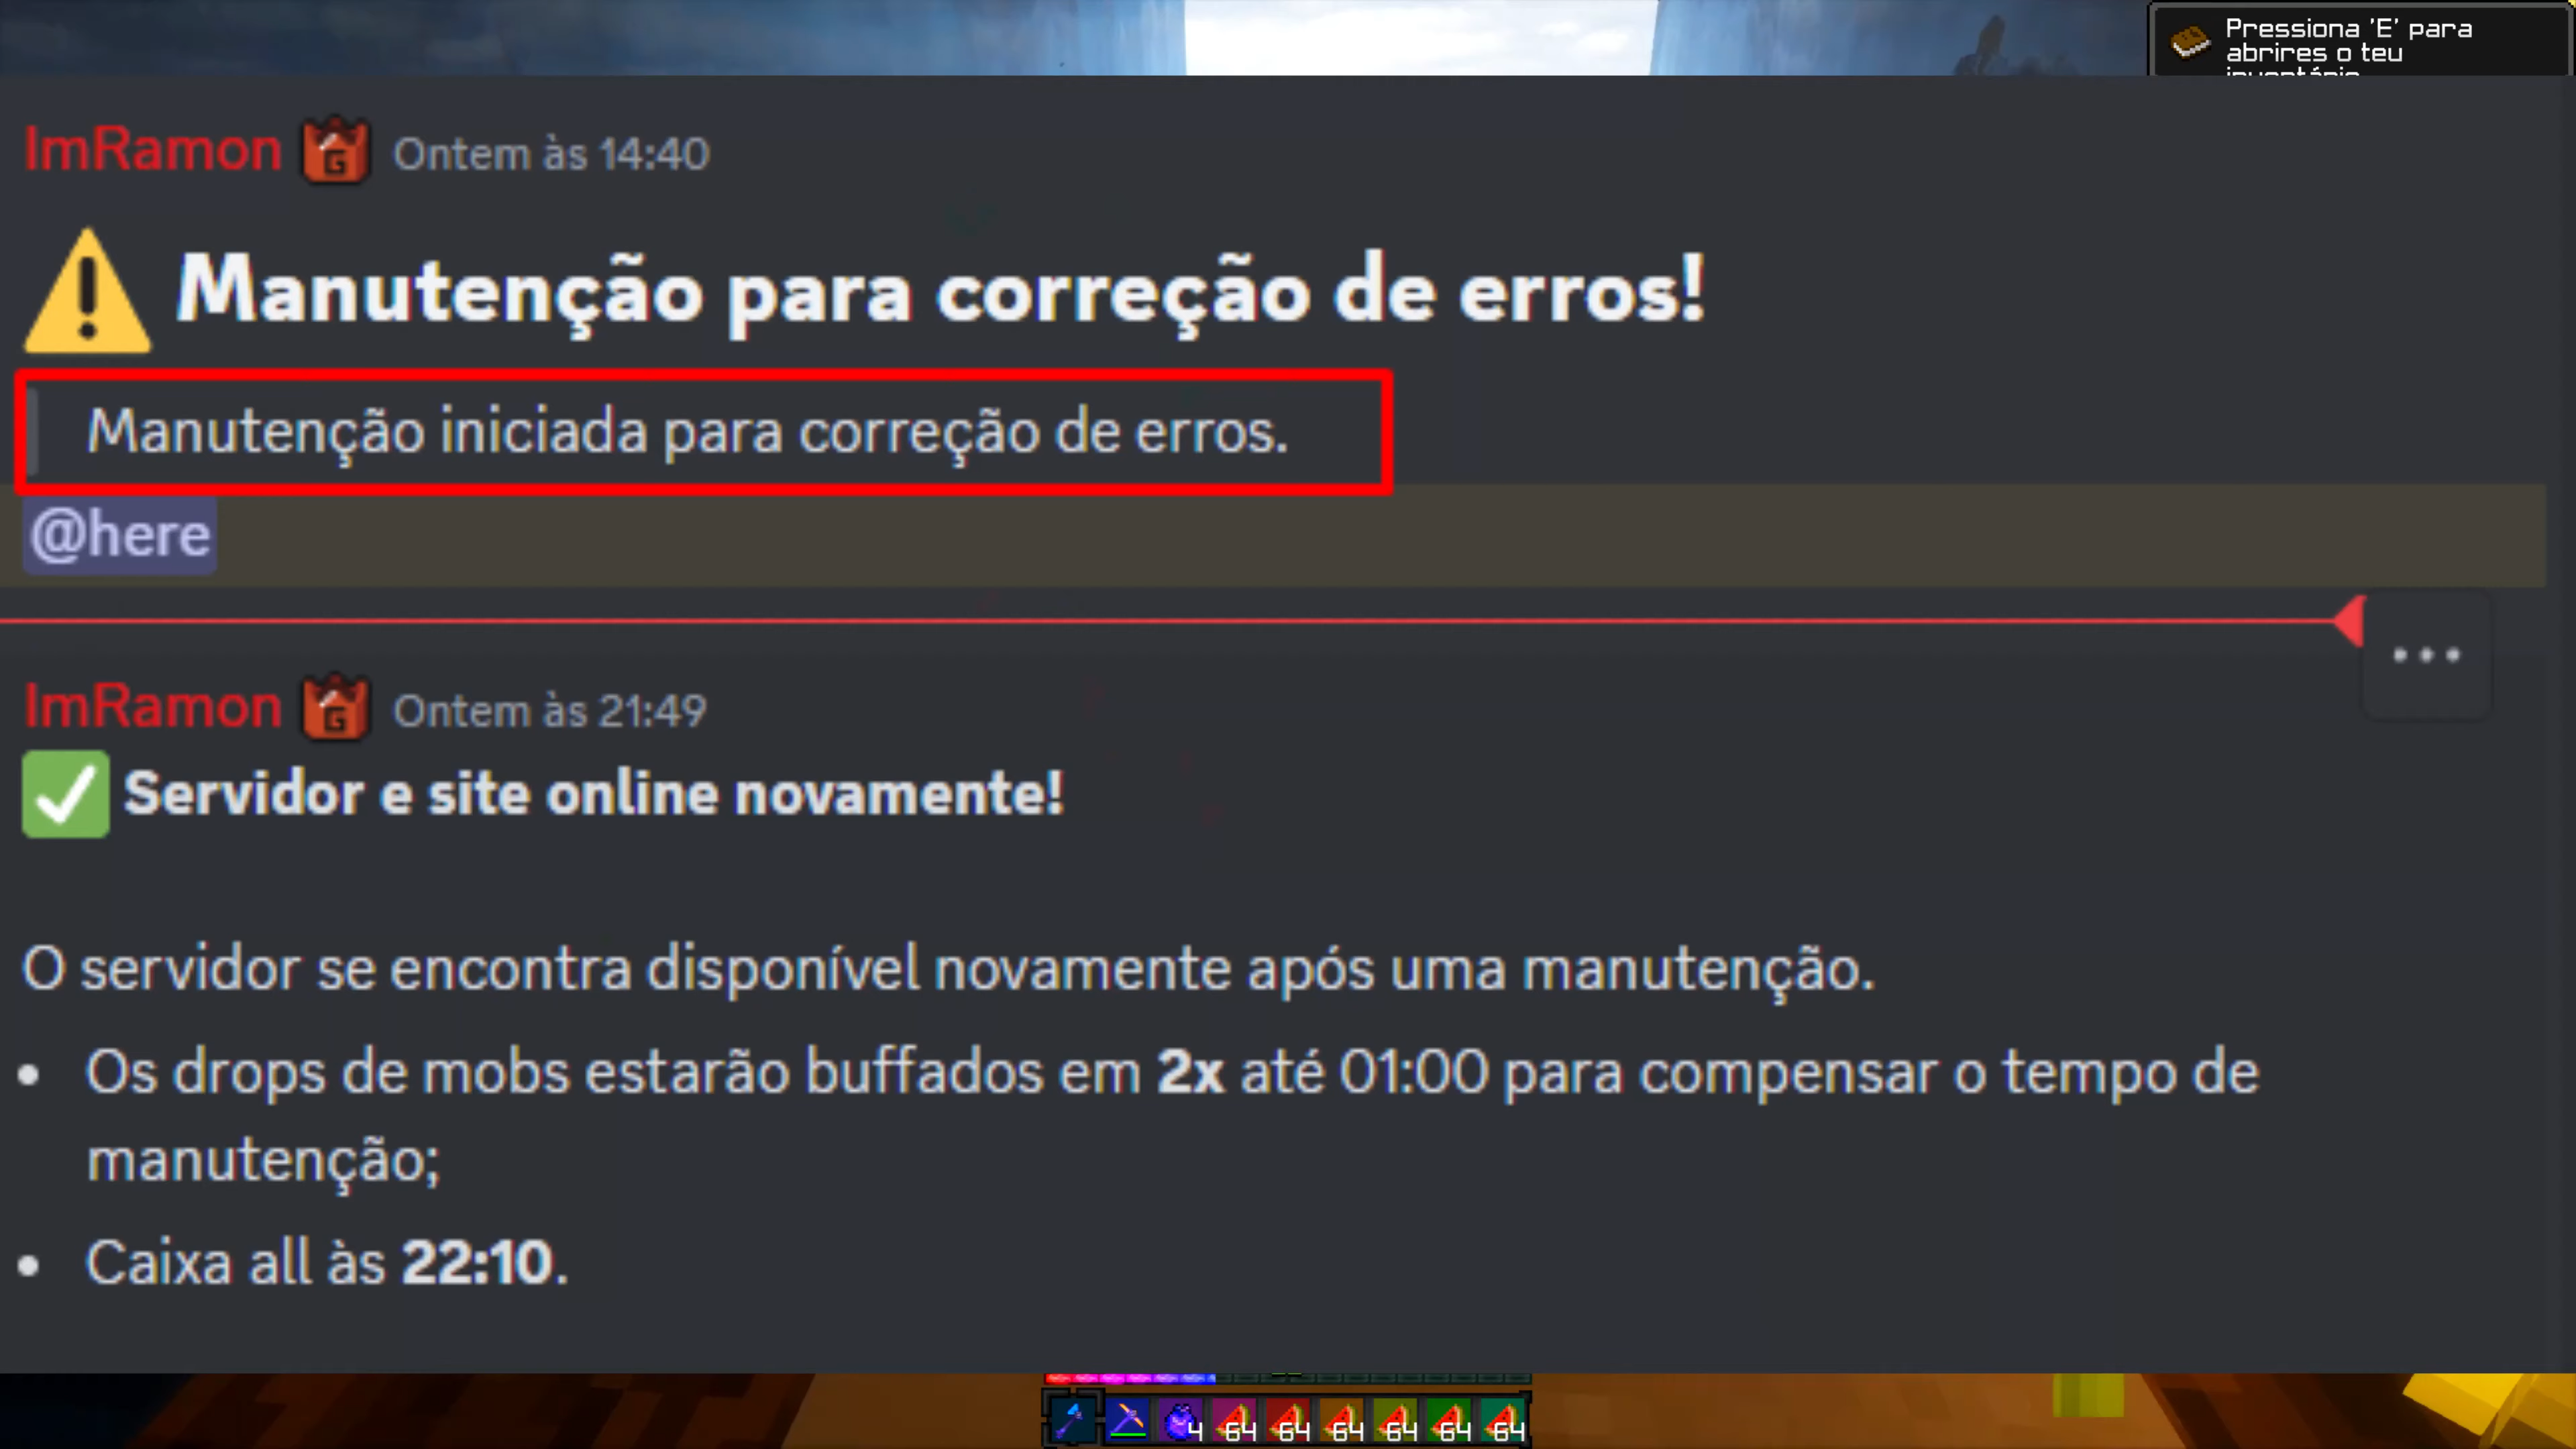 Pressiona 'E' para
abrires o teu
inventário
ImRamon G Ontem às 14:40
Manutenção para correção de erros!
Manutenção iniciada para correção de erros.
@here
ImRamon G Ontem às 21:49
Servidor e site online novamente!
O servidor se encontra disponível novamente após uma manutenção.
• Os drops de mobs estarão buffados em 2x até 01:00 para compensar o tempo de
manutenção;
• Caixa all às 22:10.
4 64 64 64 64 64 64